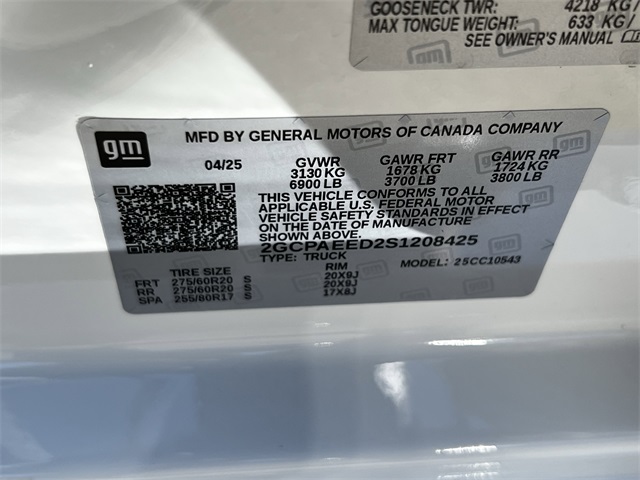 GOOSENECK TWR: 4218 KG/
MAX TONGUE WEIGHT: 633 KG/
SEE OWNER'S MANUAL
gm
MFD BY GENERAL MOTORS OF CANADA COMPANY
04/25 GVWR GAWR FRT GAWR RR
3130 KG 1678 KG 1724 KG
6900 LB 3700 LB 3800 LB
THIS VEHICLE CONFORMS TO ALL
APPLICABLE U.S. FEDERAL MOTOR
VEHICLE SAFETY STANDARDS IN EFFECT
ON THE DATE OF MANUFACTURE
2GCPAEED2S1208425
TYPE: TRUCK MODEL: 25CC10543
TIRE SIZE RIM
FRT 275/60R20 S 20X9J
RR 275/60R20 S 20X9J
SPA 255/80R17 S 17X8J